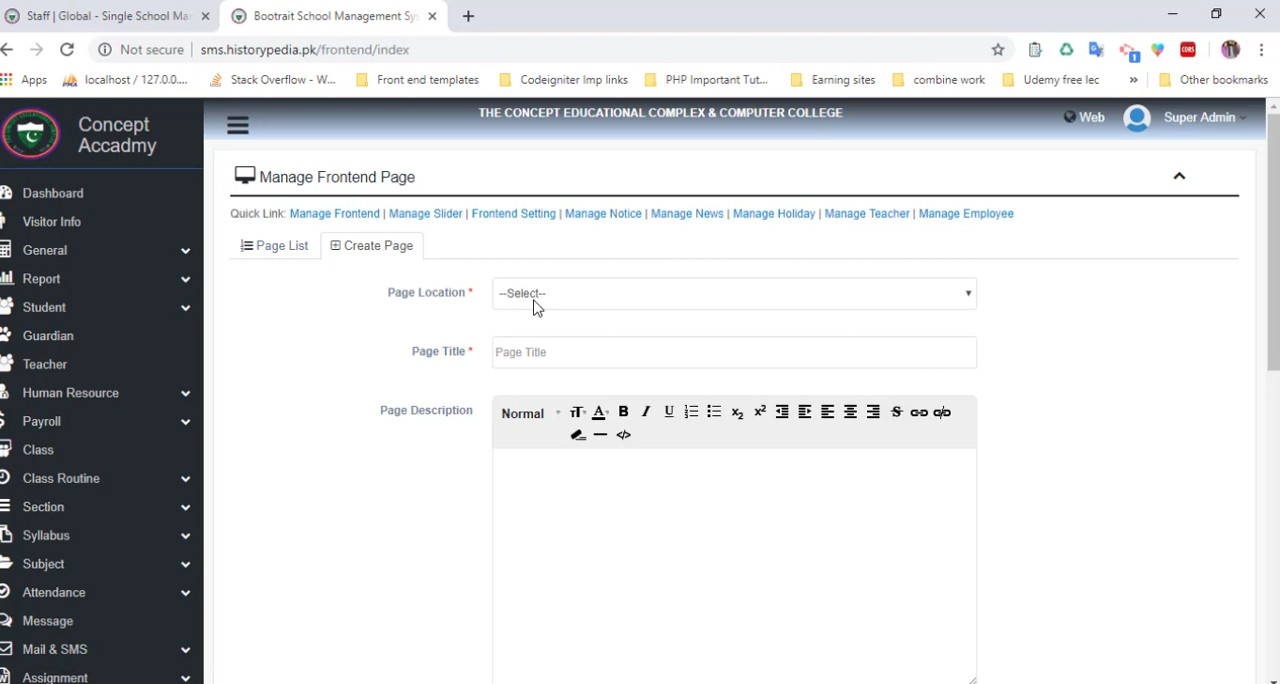 Staff | Global - Single School Ma
Bootrait School Management Sy
Not secure | sms.historypedia.pk/frontend/index
CORS
1
Apps
localhost / 127.0.0....
Stack Overflow - W...
Front end templates
Codeigniter Imp links
PHP Important Tut...
Earning sites
combine work
Udemy free lec
»
Other bookmarks
Concept
Accadmy
THE CONCEPT EDUCATIONAL COMPLEX & COMPUTER COLLEGE
Web
Super Admin
Manage Frontend Page
Quick Link: Manage Frontend | Manage Slider | Frontend Setting | Manage Notice | Manage News | Manage Holiday | Manage Teacher | Manage Employee
Page List
Create Page
Page Location *
--Select--
Page Title *
Page Title
Page Description
Normal
Dashboard
Visitor Info
General
Report
Student
Guardian
Teacher
Human Resource
Payroll
Class
Class Routine
Section
Syllabus
Subject
Attendance
Message
Mail & SMS
Assignment